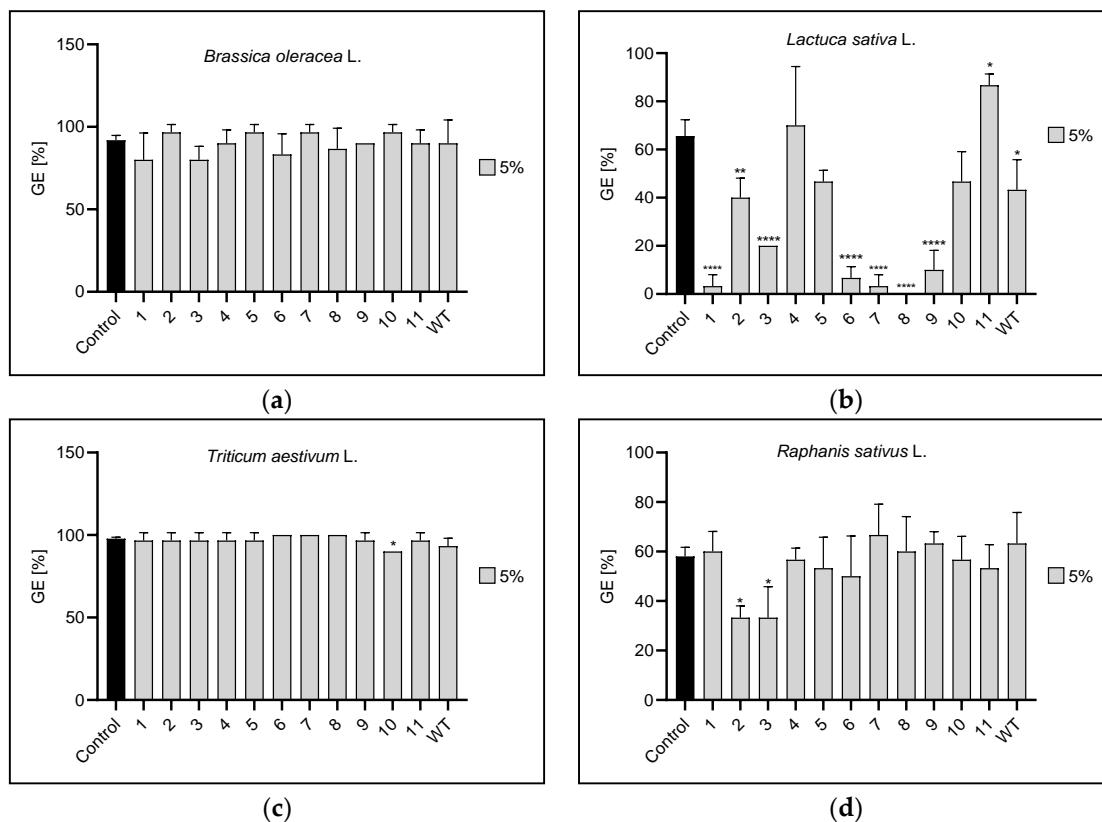 Brassica oleracea L.
150
100
50
0
GE [%]
Control 1 2 3 4 5 6 7 8 9 10 11 WT
5%
(a)
Lactuca sativa L.
100
80
60
40
20
0
GE [%]
**** ** **** **** **** **** **** * *
Control 1 2 3 4 5 6 7 8 9 10 11 WT
5%
(b)
Triticum aestivum L.
150
100
50
0
GE [%]
*
Control 1 2 3 4 5 6 7 8 9 10 11 WT
5%
(c)
Raphanis sativus L.
100
80
60
40
20
0
GE [%]
* *
Control 1 2 3 4 5 6 7 8 9 10 11 WT
5%
(d)